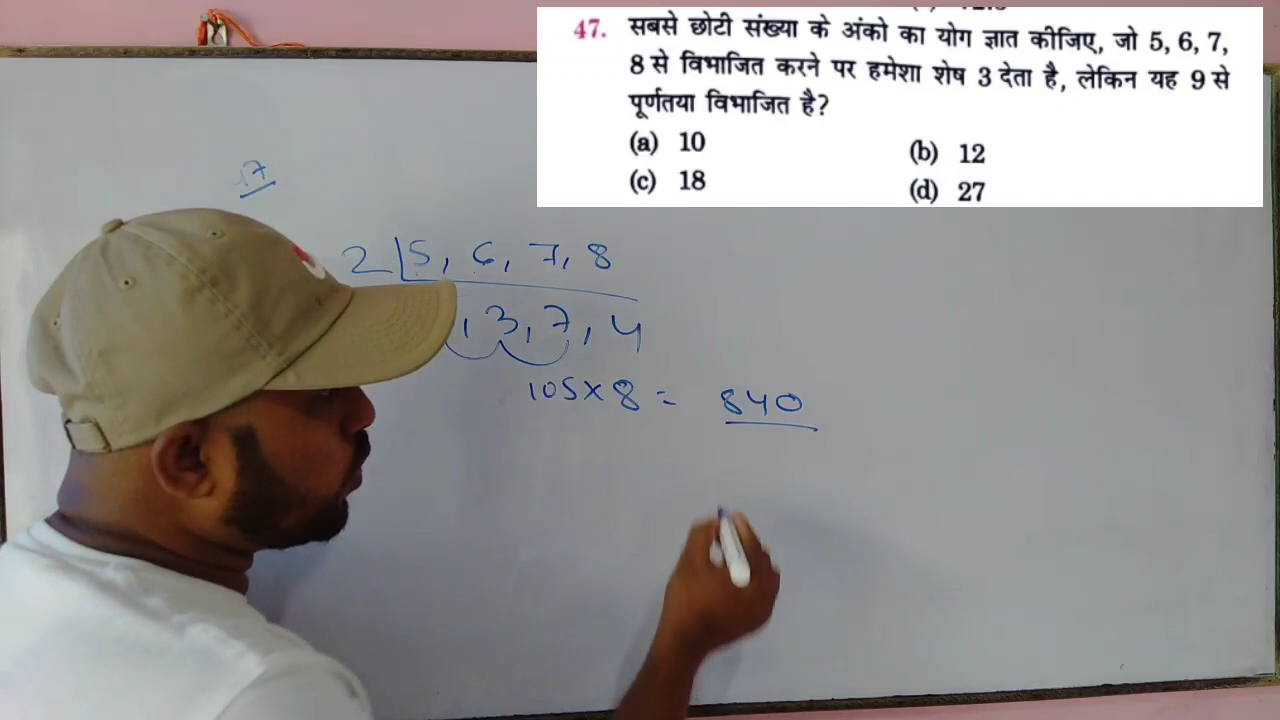 47. सबसे छोटी संख्या के अंको का योग ज्ञात कीजिए, जो 5, 6, 7,
8 से विभाजित करने पर हमेशा शेष 3 देता है, लेकिन यह 9 से
पूर्णतया विभाजित है?
(a) 10 (b) 12
(c) 18 (d) 27
2 5, 6, 7, 8
, 3, 7, 4
105 × 8 = 840